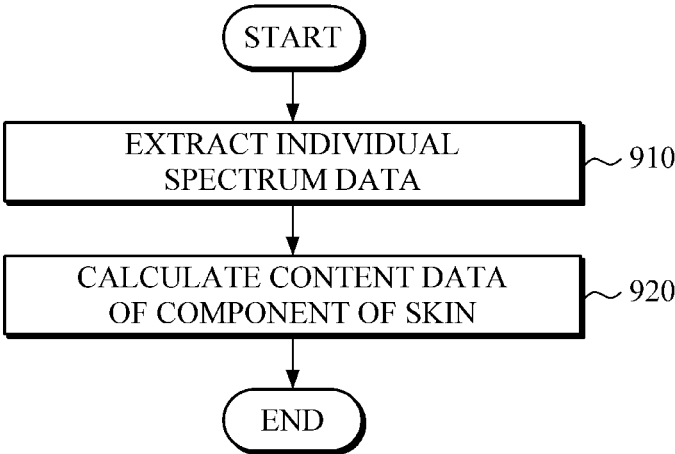 START
EXTRACT INDIVIDUAL
SPECTRUM DATA
910
CALCULATE CONTENT DATA
OF COMPONENT OF SKIN
920
END